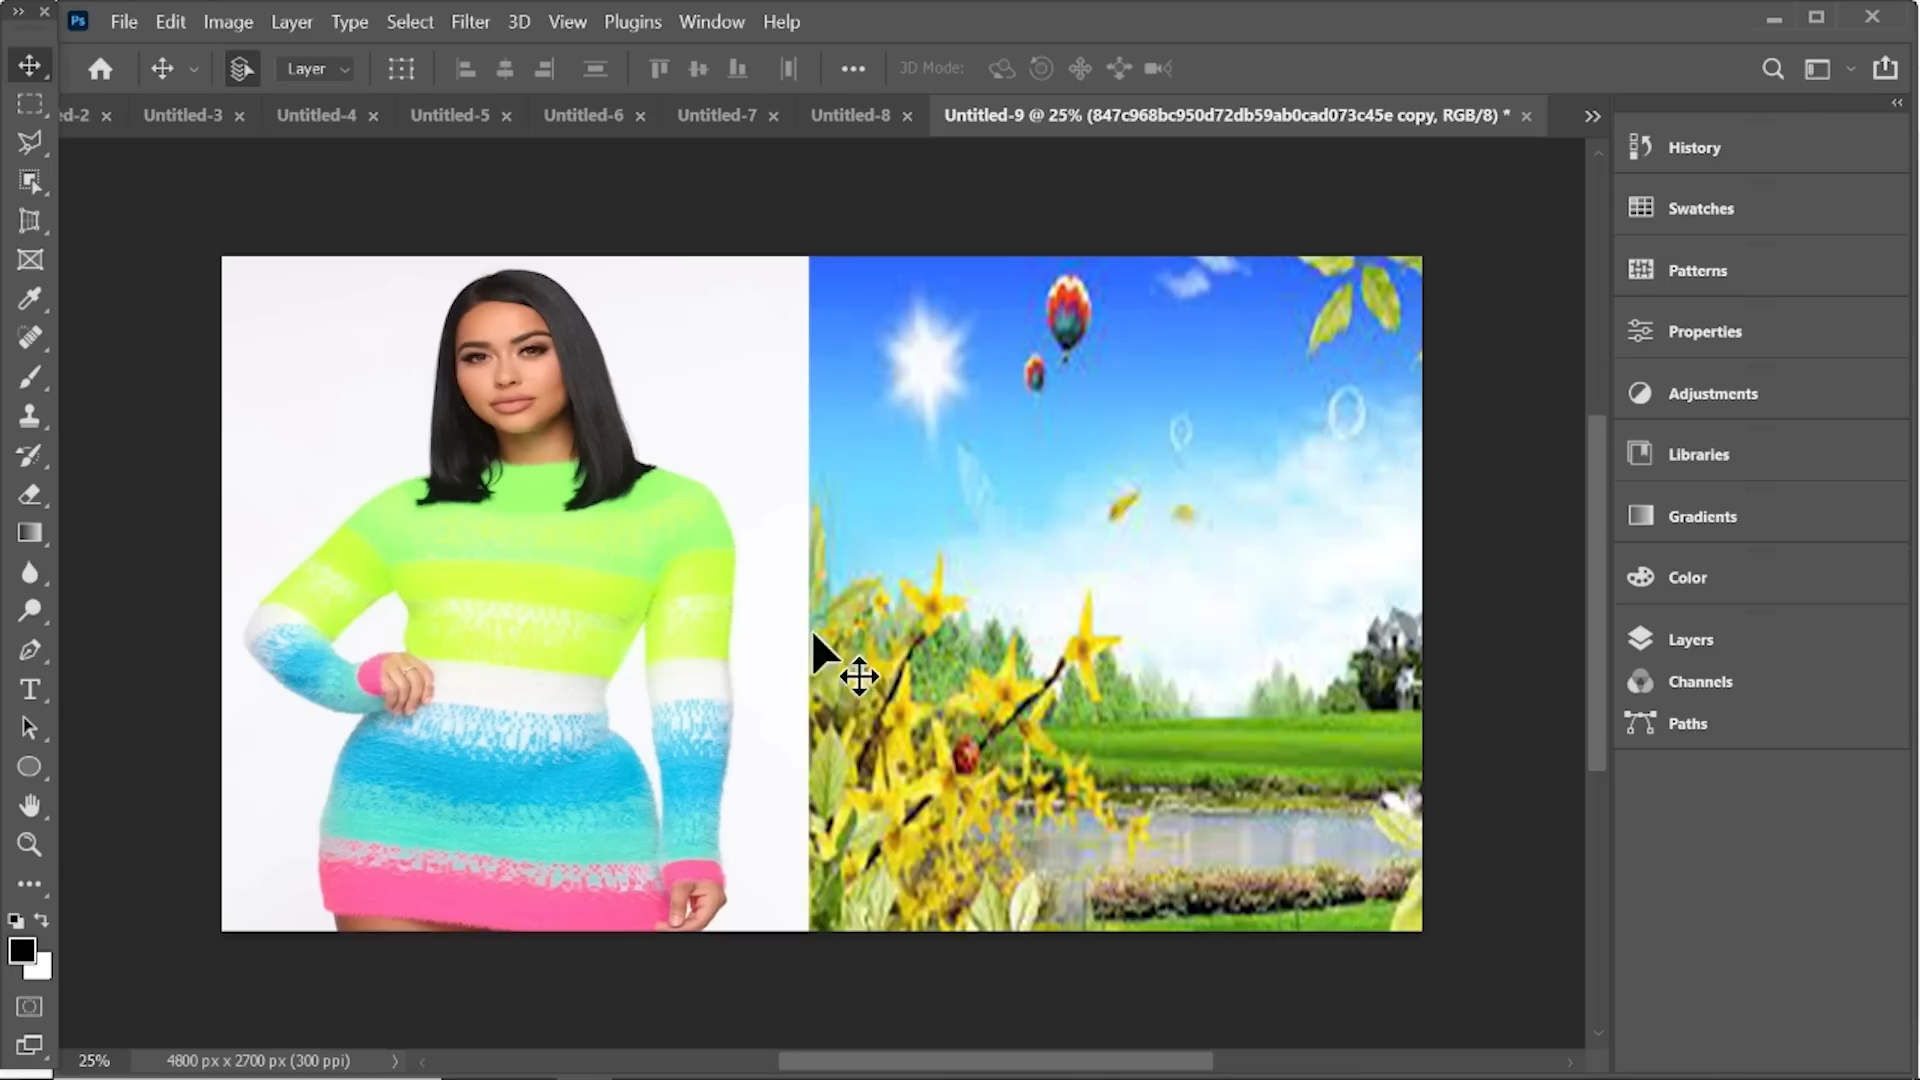 Ps File Edit Image Layer Type Select Filter 3D View Plugins Window Help
Layer 3D Mode:
ed-2 Untitled-3 Untitled-4 Untitled-5 Untitled-6 Untitled-7 Untitled-8 Untitled-9 @ 25% (847c968bc950d72db59ab0cad073c45e copy, RGB/8) *
History
Swatches
Patterns
Properties
Adjustments
Libraries
Gradients
Color
Layers
Channels
Paths
25% 4800 px x 2700 px (300 ppi)